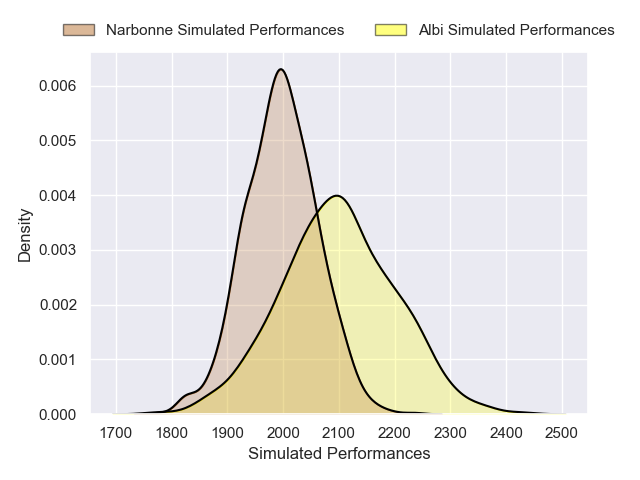 Narbonne Simulated Performances Albi Simulated Performances
0.006
0.005
0.004
0.003
0.002
0.001
0.000
Density
1700 1800 1900 2000 2100 2200 2300 2400 2500
Simulated Performances